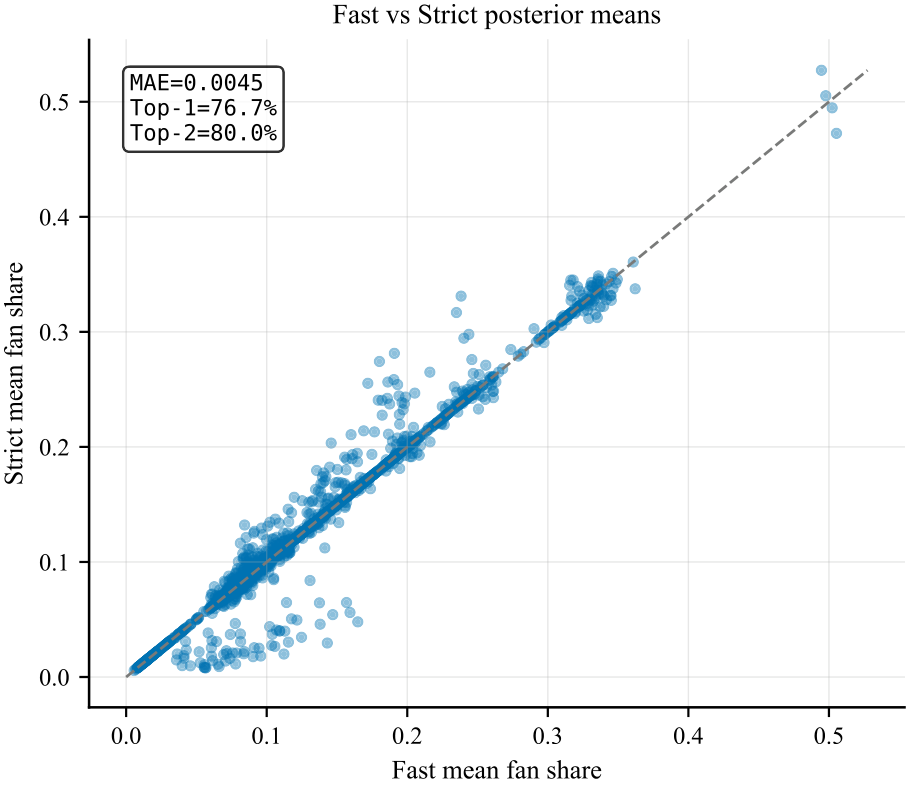 Fast vs Strict posterior means
MAE=0.0045
Top-1=76.7%
Top-2=80.0%
Strict mean fan share
0.5
0.4
0.3
0.2
0.1
0.0
0.0 0.1 0.2 0.3 0.4 0.5
Fast mean fan share